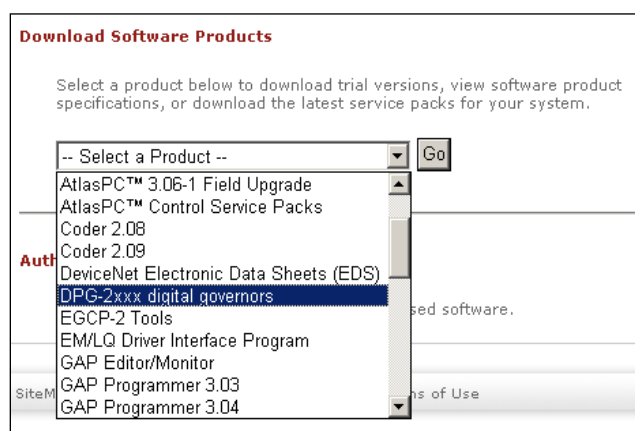 Download Software Products
Select a product below to download trial versions, view software product
specifications, or download the latest service packs for your system.
-- Select a Product --
Go
AtlasPC™ 3.06-1 Field Upgrade
AtlasPC™ Control Service Packs
Coder 2.08
Coder 2.09
Auth
DeviceNet Electronic Data Sheets (EDS)
DPG-2xxx digital governors
EGCP-2 Tools
sed software.
EM/LQ Driver Interface Program
GAP Editor/Monitor
GAP Programmer 3.03
SiteM
ns of Use
GAP Programmer 3.04